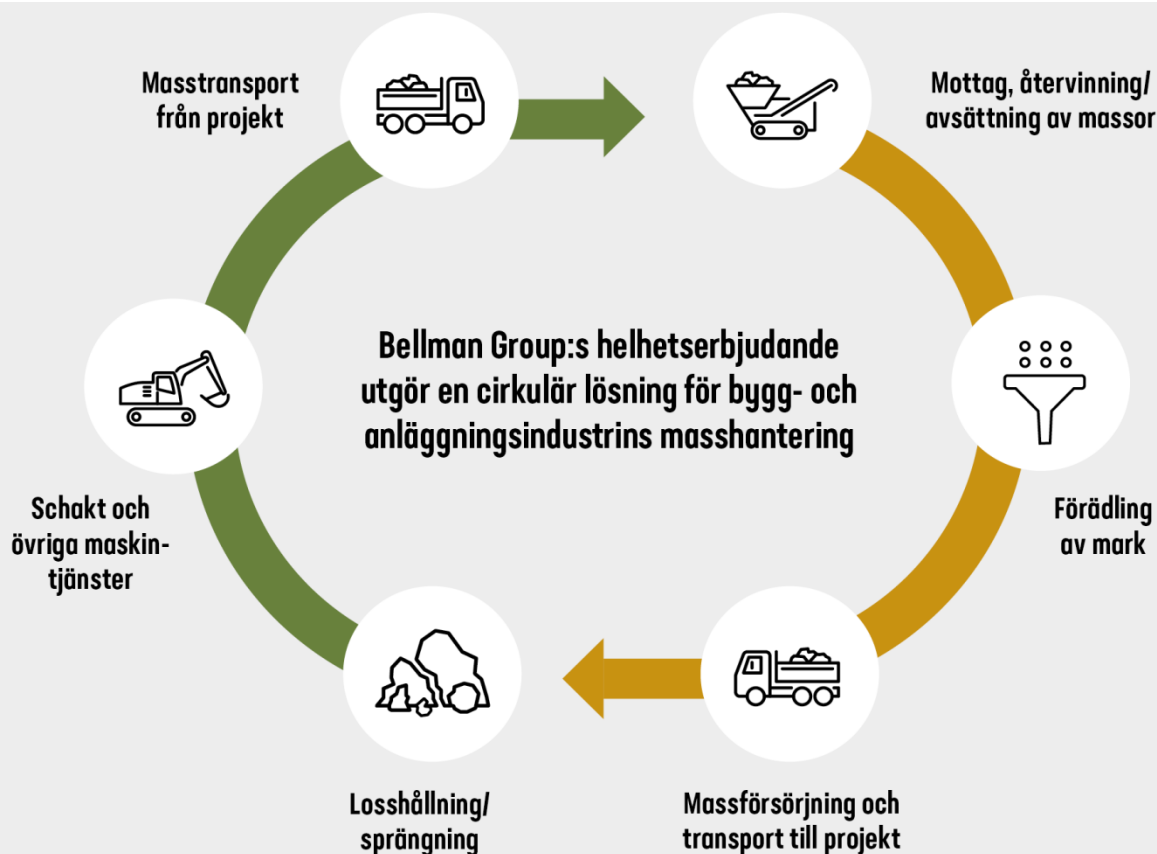 Masstransport
från projekt
Mottag, återvinning/
avsättning av massor
Bellman Group:s helhetserbjudande
utgör en cirkulär lösning för bygg- och
anläggningsindustrins masshantering
Schakt och
övriga maskin-
tjänster
Förädling
av mark
Losshållning/
sprängning
Massförsörjning och
transport till projekt